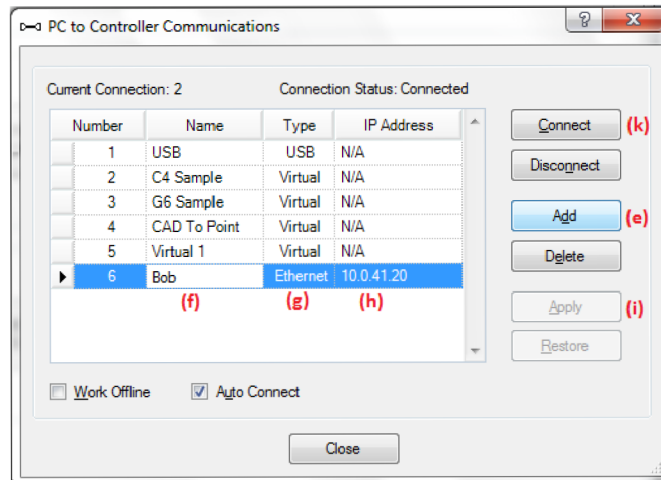 PC to Controller Communications
Current Connection: 2 Connection Status: Connected
Number Name Type IP Address
Connect (k)
1 USB USB N/A
Disconnect
2 C4 Sample Virtual N/A
3 G6 Sample Virtual N/A
4 CAD To Point Virtual N/A
Add (e)
5 Virtual 1 Virtual N/A
Delete
6 Bob Ethernet 10.0.41.20
(f) (g) (h)
Apply (i)
Restore
Work Offline Auto Connect
Close